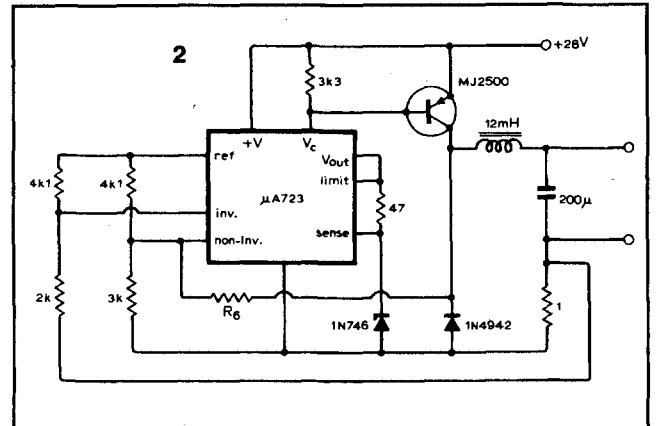 2
+28V
3k3
MJ2500
12mH
+V
Vc
ref
Vout
4k1
4k1
limit
μA723
200μ
inv.
47
non-inv.
sense
2k
3k
R6
1N746
1N4942
1